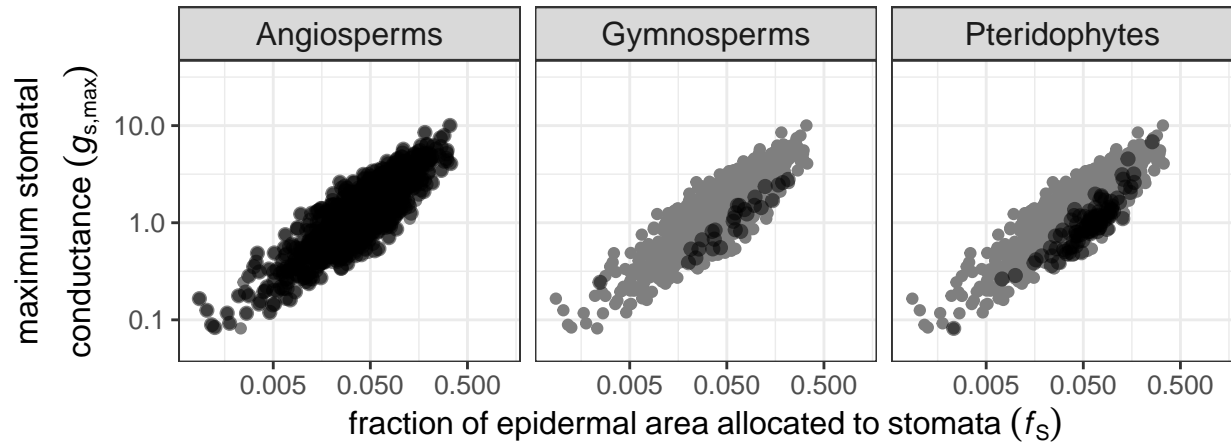 Angiosperms Gymnosperms Pteridophytes
maximum stomatal
conductance (g_s,max)
10.0
1.0
0.1
0.005 0.050 0.500 0.005 0.050 0.500 0.005 0.050 0.500
fraction of epidermal area allocated to stomata (f_S)